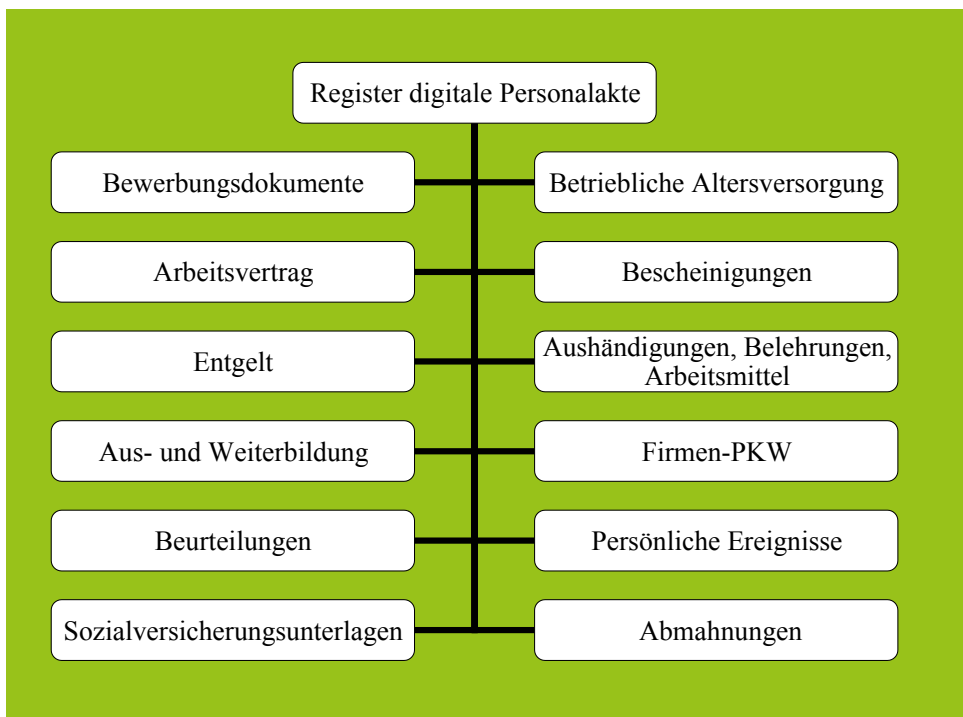 Register digitale Personalakte
Bewerbungsdokumente
Betriebliche Altersversorgung
Arbeitsvertrag
Bescheinigungen
Entgelt
Aushändigungen, Belehrungen,
Arbeitsmittel
Aus- und Weiterbildung
Firmen-PKW
Beurteilungen
Persönliche Ereignisse
Sozialversicherungsunterlagen
Abmahnungen